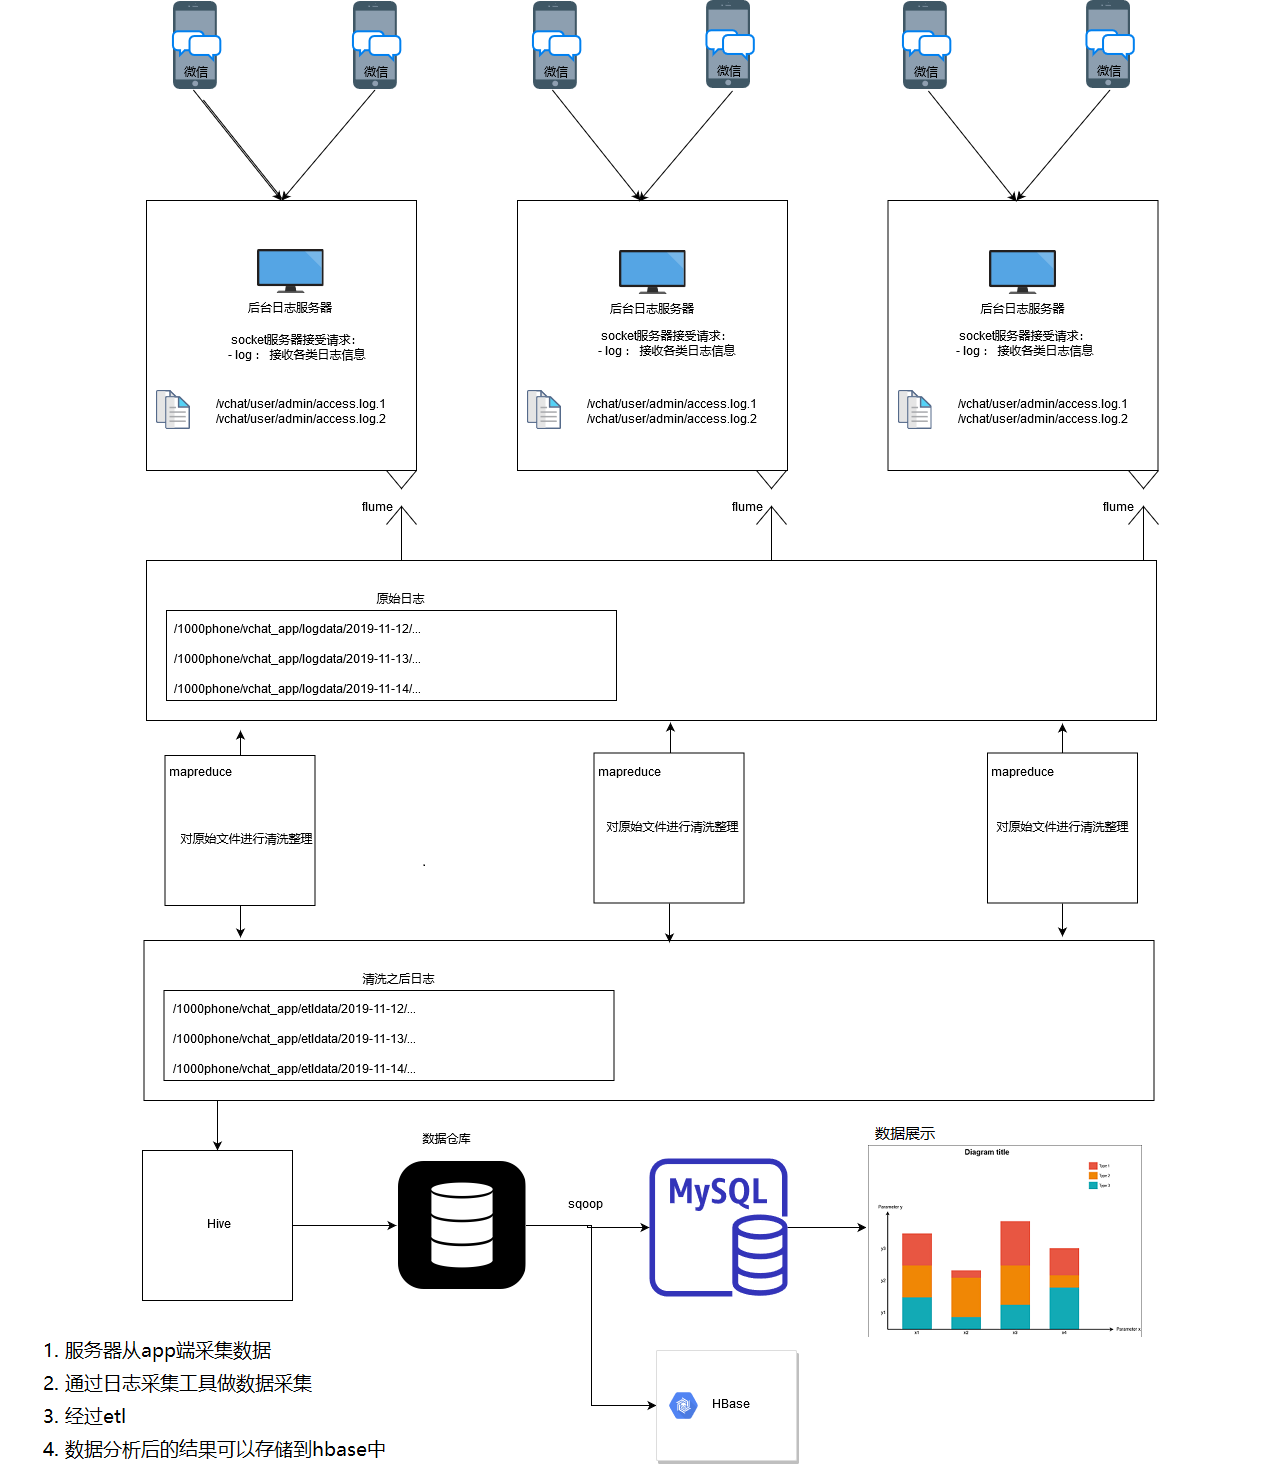 微信 微信 微信 微信 微信 微信
后台日志服务器 后台日志服务器 后台日志服务器
socket服务器接受请求: socket服务器接受请求: socket服务器接受请求:
- log： 接收各类日志信息 - log： 接收各类日志信息 - log： 接收各类日志信息
/vchat/user/admin/access.log.1 /vchat/user/admin/access.log.1 /vchat/user/admin/access.log.1
/vchat/user/admin/access.log.2 /vchat/user/admin/access.log.2 /vchat/user/admin/access.log.2
flume flume flume
原始日志
/1000phone/vchat_app/logdata/2019-11-12/...
/1000phone/vchat_app/logdata/2019-11-13/...
/1000phone/vchat_app/logdata/2019-11-14/...
mapreduce mapreduce mapreduce
对原始文件进行清洗整理 对原始文件进行清洗整理 对原始文件进行清洗整理
.
清洗之后日志
/1000phone/vchat_app/etldata/2019-11-12/...
/1000phone/vchat_app/etldata/2019-11-13/...
/1000phone/vchat_app/etldata/2019-11-14/...
数据仓库
数据展示
Diagram title
Type 1
Type 2
Type 3
Parameter y
y3
y2
y1
x1 x2 x3 x4
Parameter x
MySQL
sqoop
Hive
HBase
1. 服务器从app端采集数据
2. 通过日志采集工具做数据采集
3. 经过etl
4. 数据分析后的结果可以存储到hbase中